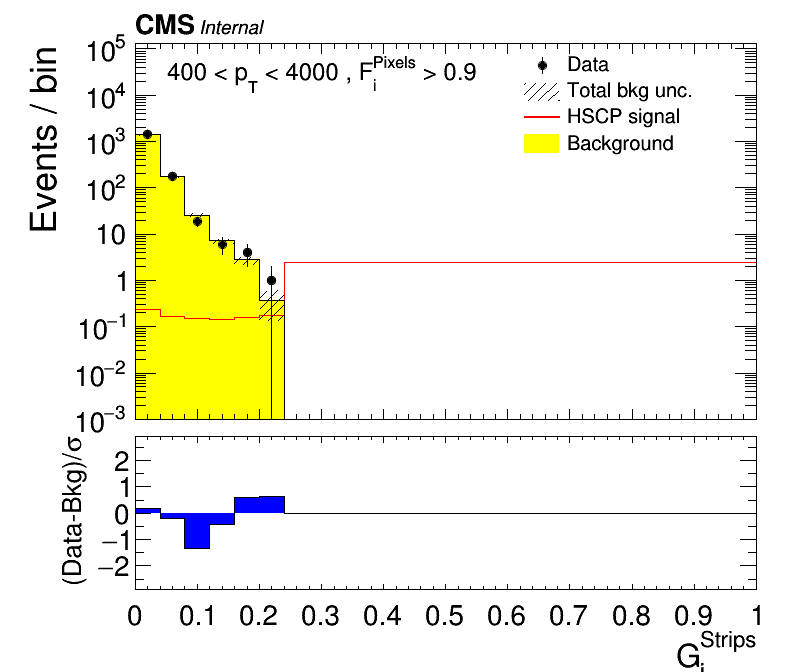 CMS Internal
400 < p_T < 4000 , F_i^Pixels > 0.9
Data
Total bkg unc.
HSCP signal
Background
Events / bin
10^5
10^4
10^3
10^2
10
1
10^−1
10^−2
10^−3
(Data-Bkg)/σ
2
1
0
−1
−2
0 0.1 0.2 0.3 0.4 0.5 0.6 0.7 0.8 0.9 1
G_i^Strips